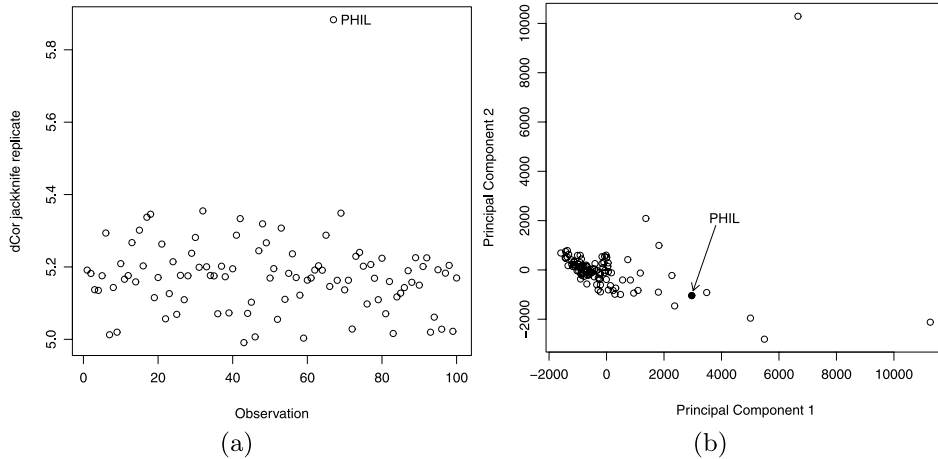 PHIL
dCor jackknife replicate
5.8
5.6
5.4
5.2
5.0
0 20 40 60 80 100
Observation
(a)
PHIL
Principal Component 2
10000
8000
6000
4000
2000
0
−2000
−2000 0 2000 4000 6000 8000 10000
Principal Component 1
(b)